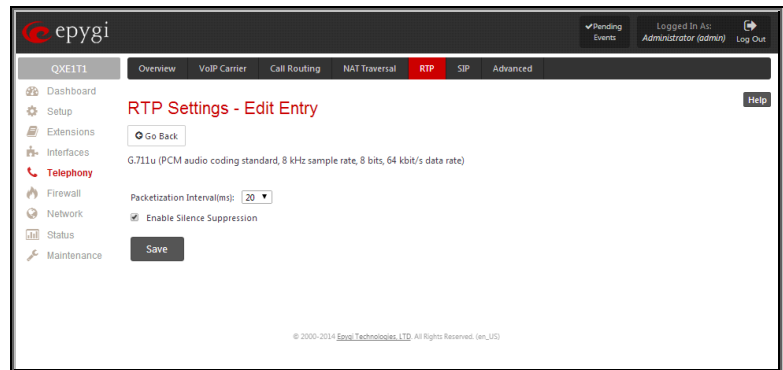 epygi
Pending Events
Logged In As:
Administrator (admin)
Log Out
QXE1T1
Overview VoIP Carrier Call Routing NAT Traversal RTP SIP Advanced
Dashboard
Setup
Extensions
Interfaces
Telephony
Firewall
Network
Status
Maintenance
Help
RTP Settings - Edit Entry
Go Back
G.711u (PCM audio coding standard, 8 kHz sample rate, 8 bits, 64 kbit/s data rate)
Packetization Interval(ms): 20
Enable Silence Suppression
Save
© 2000-2014 Epygi Technologies, LTD. All Rights Reserved. (en_US)